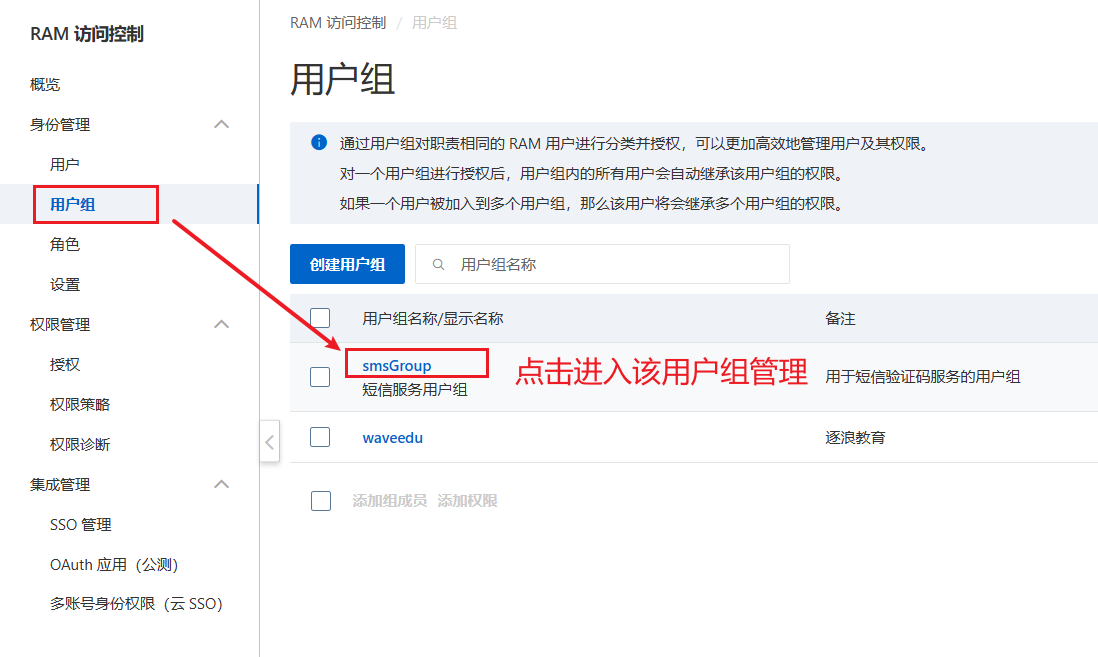 RAM 访问控制
概览
身份管理
用户
用户组
角色
设置
权限管理
授权
权限策略
权限诊断
集成管理
SSO 管理
OAuth 应用（公测）
多账号身份权限（云 SSO）
RAM 访问控制 / 用户组
用户组
通过用户组对职责相同的 RAM 用户进行分类并授权，可以更加高效地管理用户及其权限。
对一个用户组进行授权后，用户组内的所有用户会自动继承该用户组的权限。
如果一个用户被加入到多个用户组，那么该用户将会继承多个用户组的权限。
创建用户组 用户组名称
用户组名称/显示名称 备注
smsGroup
短信服务用户组
点击进入该用户组管理
用于短信验证码服务的用户组
waveedu 逐浪教育
添加组成员 添加权限